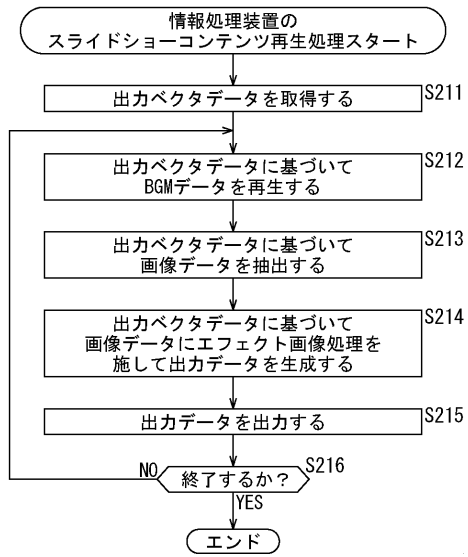 情報処理装置の
スライドショーコンテンツ再生処理スタート
出力ベクタデータを取得する
S211
出力ベクタデータに基づいて
BGMデータを再生する
S212
出力ベクタデータに基づいて
画像データを抽出する
S213
出力ベクタデータに基づいて
画像データにエフェクト画像処理を
施して出力データを生成する
S214
出力データを出力する
S215
終了するか？
S216
NO
YES
エンド